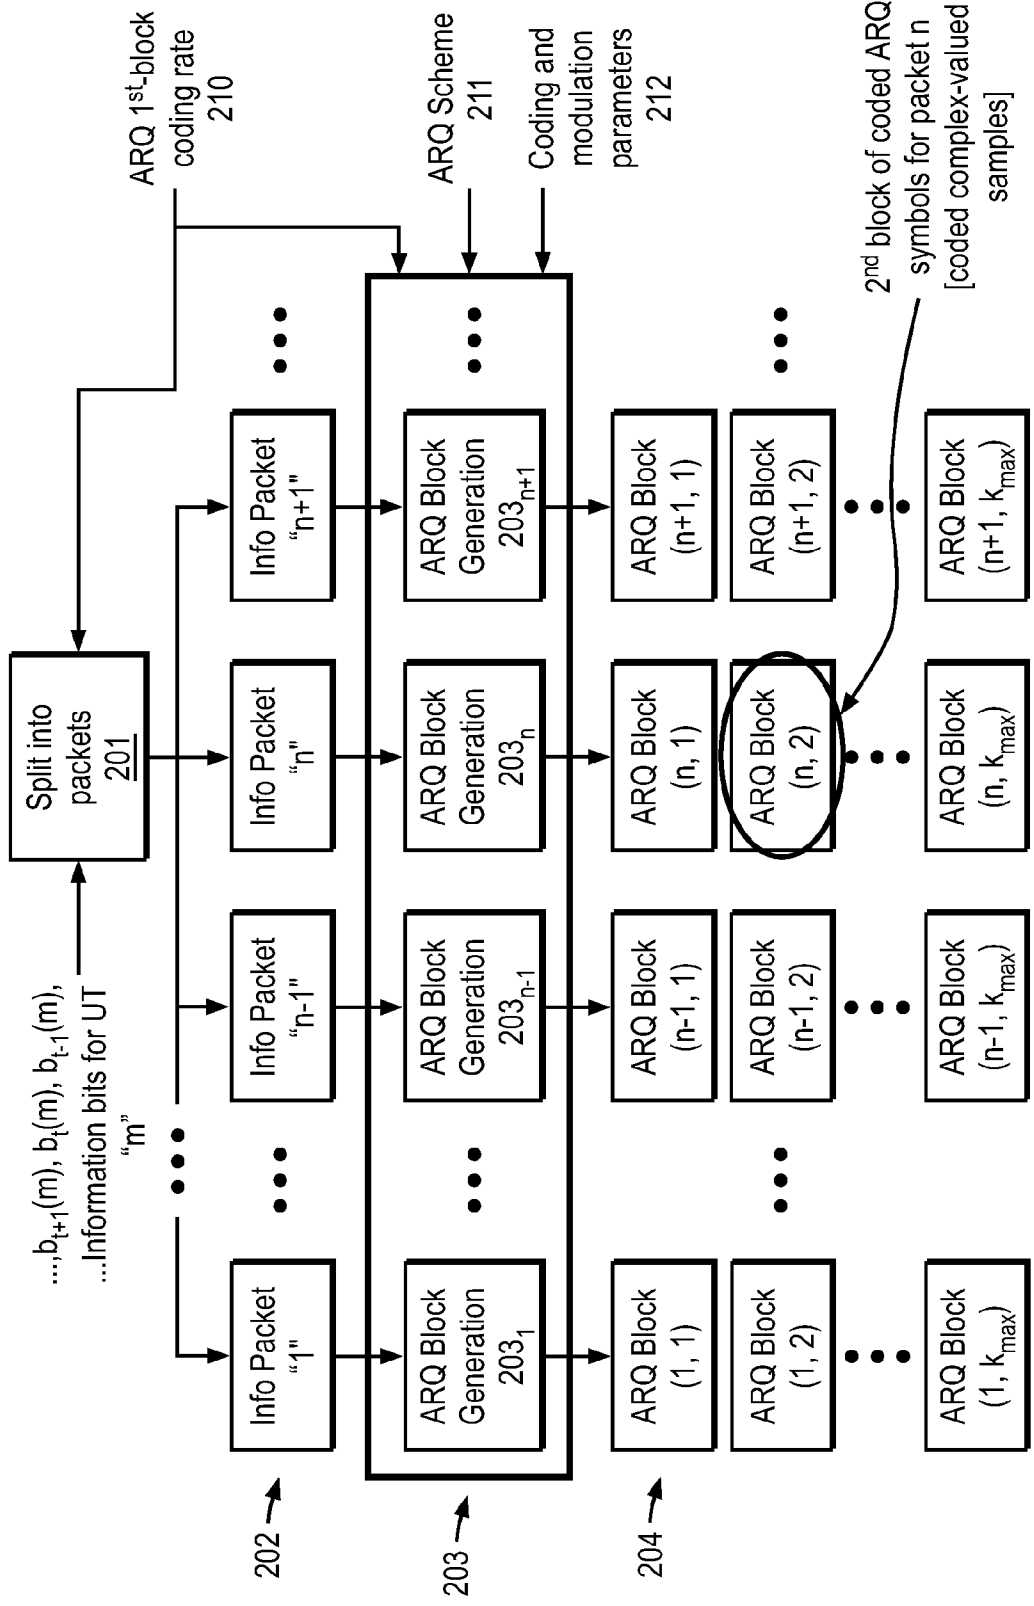 ...,b_{t+1}(m), b_t(m), b_{t-1}(m),
...Information bits for UT
“m”
Split into
packets
201
ARQ 1st-block
coding rate
210
202
Info Packet
“1”
Info Packet
“n-1”
Info Packet
“n”
Info Packet
“n+1”
ARQ Scheme
211
Coding and
modulation
parameters
212
203
ARQ Block
Generation
203_1
ARQ Block
Generation
203_{n-1}
ARQ Block
Generation
203_n
ARQ Block
Generation
203_{n+1}
204
ARQ Block
(1, 1)
ARQ Block
(n-1, 1)
ARQ Block
(n, 1)
ARQ Block
(n+1, 1)
ARQ Block
(1, 2)
ARQ Block
(n-1, 2)
ARQ Block
(n, 2)
ARQ Block
(n+1, 2)
ARQ Block
(1, k_max)
ARQ Block
(n-1, k_max)
ARQ Block
(n, k_max)
ARQ Block
(n+1, k_max)
2nd block of coded ARQ
symbols for packet n
[coded complex-valued
samples]